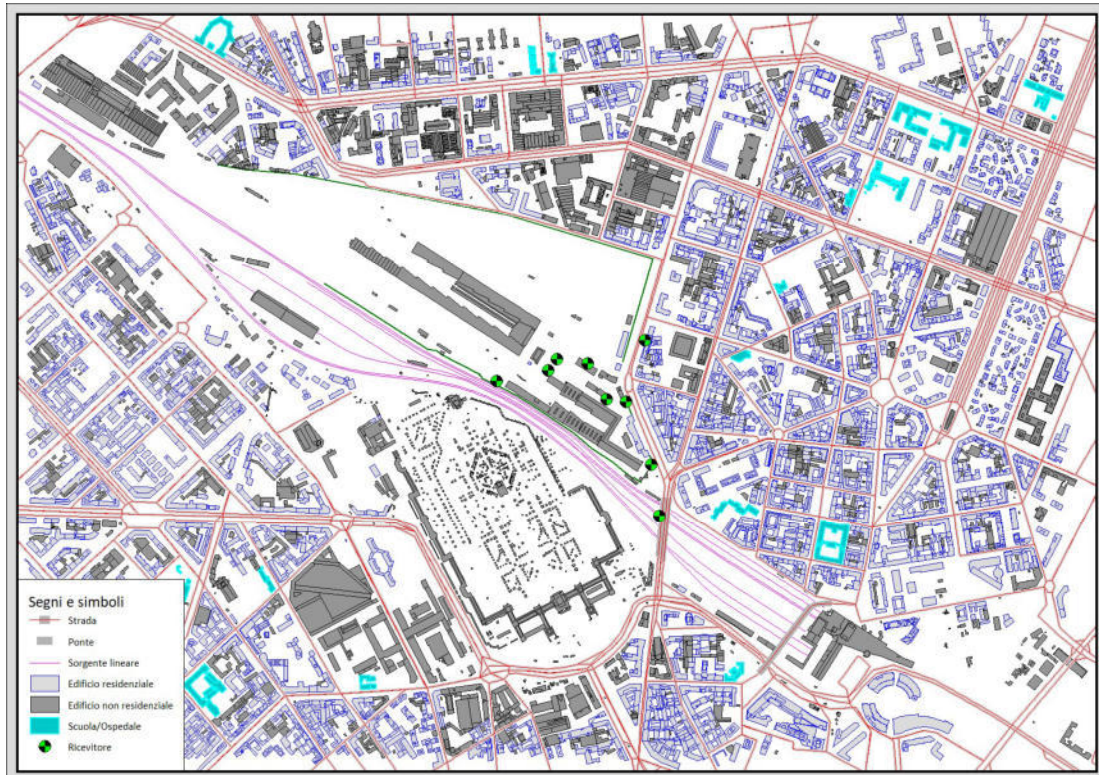 Segni e simboli
Strada
Ponte
Sorgente lineare
Edificio residenziale
Edificio non residenziale
Scuola/Ospedale
Ricevitore